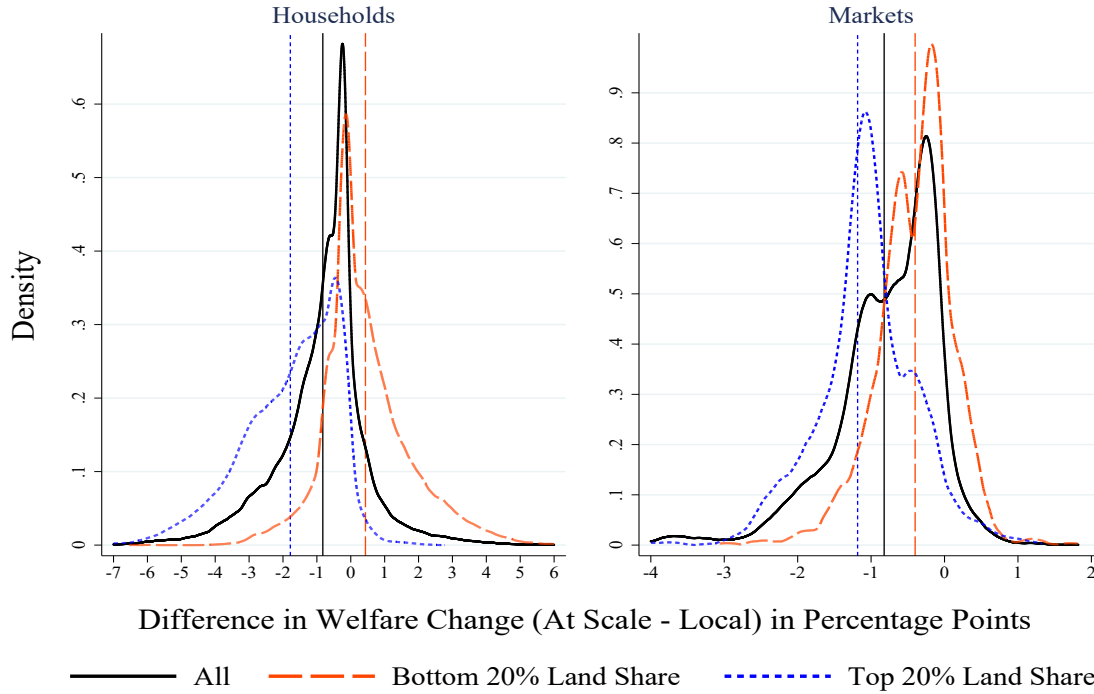 Households
Markets
Density
.6
.5
.4
.3
.2
.1
0
-7 -6 -5 -4 -3 -2 -1 0 1 2 3 4 5 6
.9
.8
.7
.6
.5
.4
.3
.2
.1
0
-4 -3 -2 -1 0 1 2
Difference in Welfare Change (At Scale - Local) in Percentage Points
All Bottom 20% Land Share Top 20% Land Share